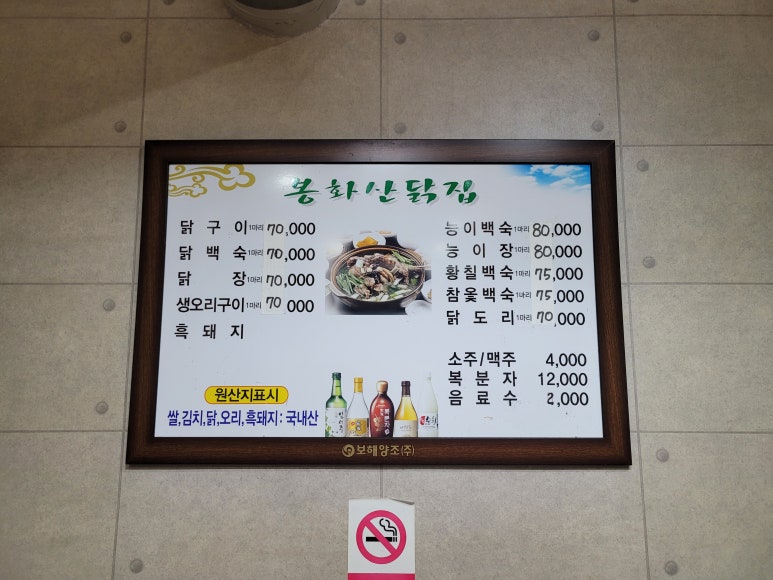 봉화산닭집
닭 구 이 1마리 70,000
닭 백 숙 1마리 70,000
닭 장 1마리 70,000
생오리구이 1마리 70 000
흑 돼 지
능 이 백 숙 1마리 80,000
능 이 장 1마리 80,000
황칠백숙 1마리 75,000
참옻백숙 1마리 75,000
닭 도 리 1마리 70,000
소주/맥주 4,000
복 분 자 12,000
음 료 수 2,000
원산지표시
쌀,김치,닭,오리,흑돼지:국내산
보해양조(주)